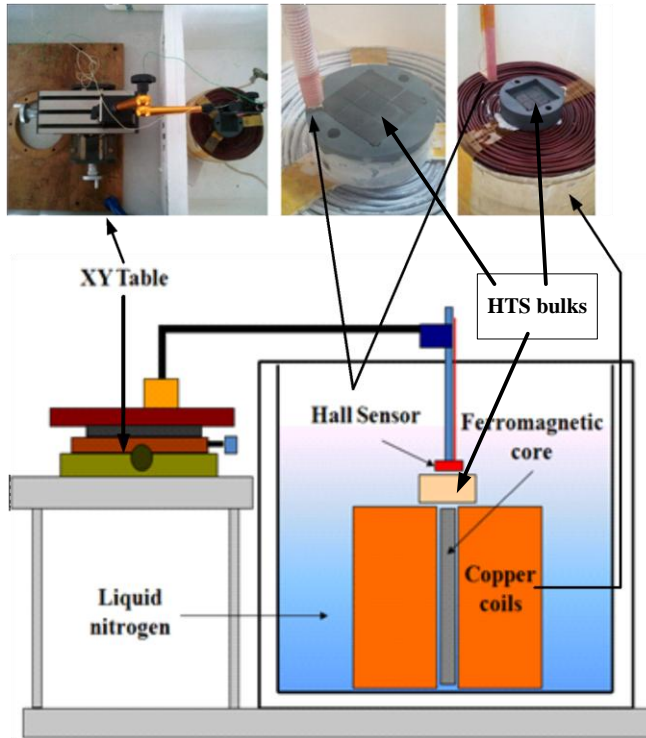 XY Table
HTS bulks
Hall Sensor
Ferromagnetic
core
Copper
coils
Liquid
nitrogen